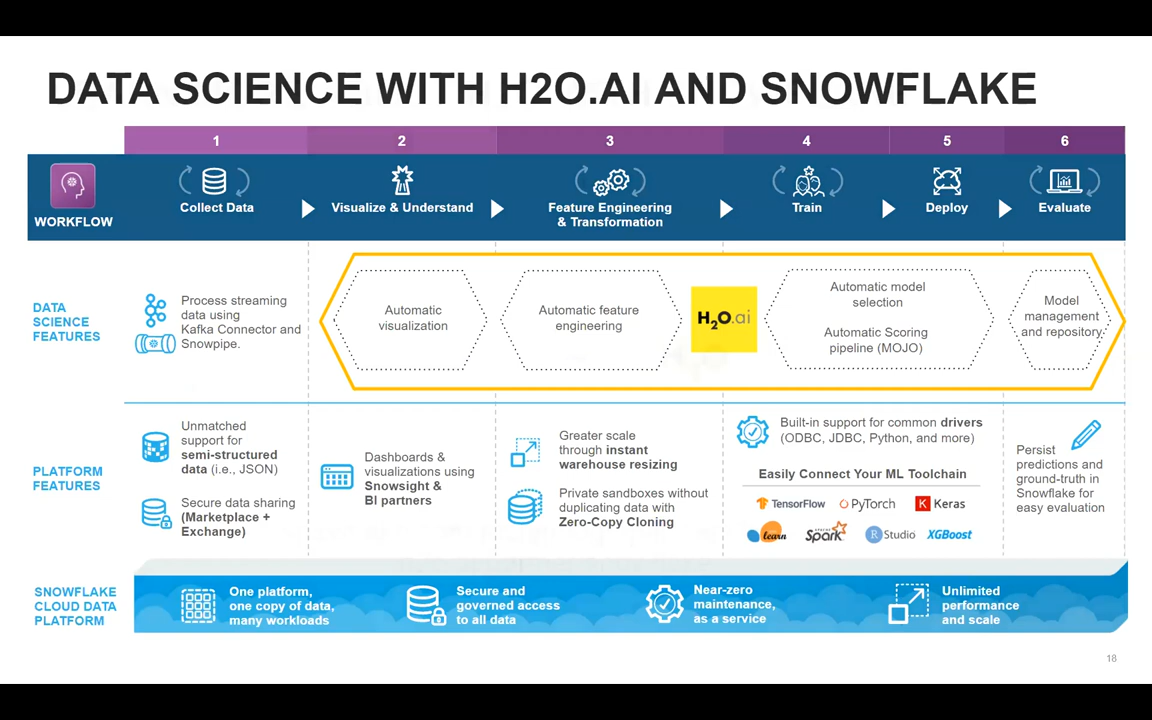 DATA SCIENCE WITH H2O.AI AND SNOWFLAKE
1
2
3
4
5
6
WORKFLOW
Collect Data
Visualize & Understand
Feature Engineering
& Transformation
Train
Deploy
Evaluate
DATA
SCIENCE
FEATURES
Process streaming
data using
Kafka Connector and
Snowpipe.
Automatic
visualization
Automatic feature
engineering
H2O.ai
Automatic model
selection
Automatic Scoring
pipeline (MOJO)
Model
management
and repository
PLATFORM
FEATURES
Unmatched
support for
semi-structured
data (i.e., JSON)
Secure data sharing
(Marketplace +
Exchange)
Dashboards &
visualizations using
Snowsight &
BI partners
Greater scale
through instant
warehouse resizing
Private sandboxes without
duplicating data with
Zero-Copy Cloning
Built-in support for common drivers
(ODBC, JDBC, Python, and more)
Easily Connect Your ML Toolchain
TensorFlow
PyTorch
K Keras
learn
APACHE
Spark
R Studio
XGBoost
Persist
predictions and
ground-truth in
Snowflake for
easy evaluation
SNOWFLAKE
CLOUD DATA
PLATFORM
One platform,
one copy of data,
many workloads
Secure and
governed access
to all data
Near-zero
maintenance,
as a service
Unlimited
performance
and scale
18